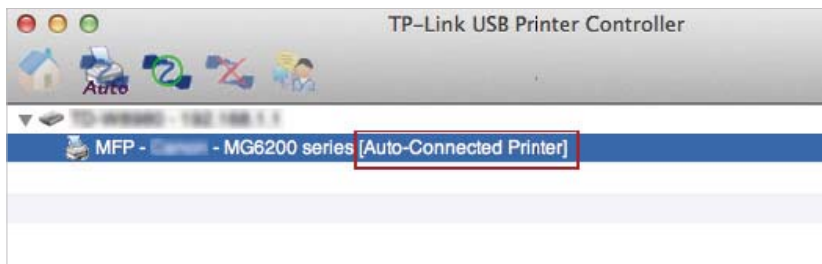 TP-Link USB Printer Controller
Auto
MFP - - MG6200 series [Auto-Connected Printer]